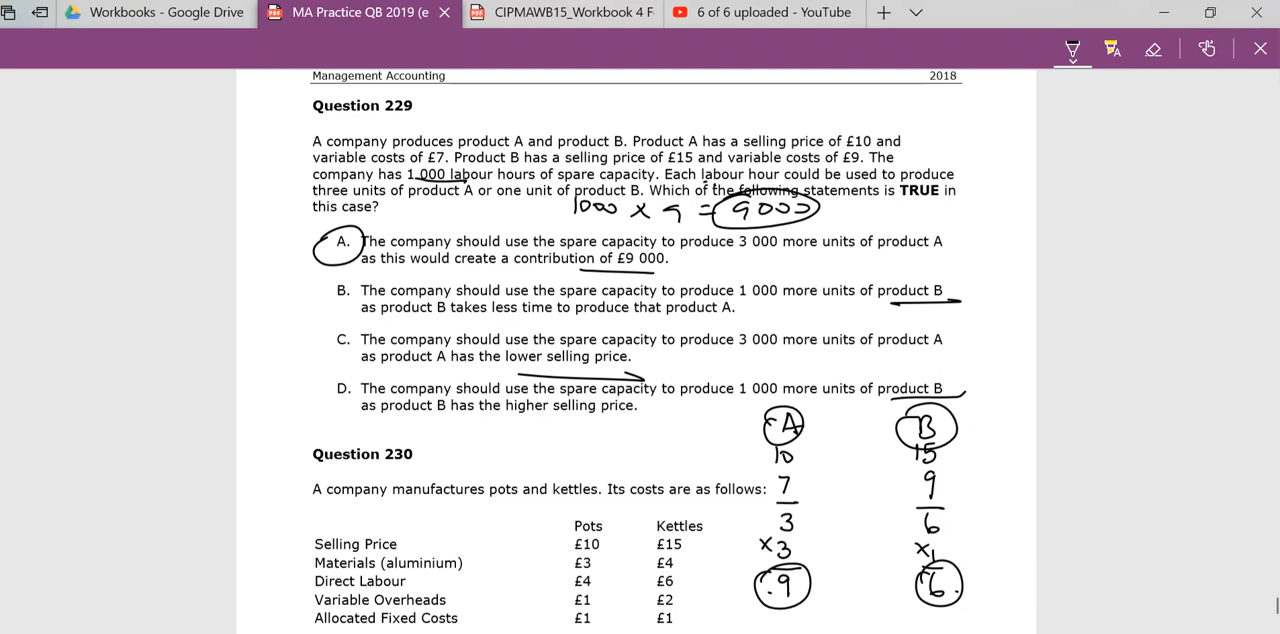 Workbooks - Google Drive
MA Practice QB 2019 (e
CIPMAWB15_Workbook 4 F
6 of 6 uploaded - YouTube
Management Accounting 2018
Question 229
A company produces product A and product B. Product A has a selling price of £10 and
variable costs of £7. Product B has a selling price of £15 and variable costs of £9. The
company has 1 000 labour hours of spare capacity. Each labour hour could be used to produce
three units of product A or one unit of product B. Which of the following statements is TRUE in
this case?
1000 x 9 = 9000
A. The company should use the spare capacity to produce 3 000 more units of product A
as this would create a contribution of £9 000.
B. The company should use the spare capacity to produce 1 000 more units of product B
as product B takes less time to produce that product A.
C. The company should use the spare capacity to produce 3 000 more units of product A
as product A has the lower selling price.
D. The company should use the spare capacity to produce 1 000 more units of product B
as product B has the higher selling price.
A B
10 15
7 9
3 6
x3 x1
9 6
Question 230
A company manufactures pots and kettles. Its costs are as follows:
Pots Kettles
Selling Price £10 £15
Materials (aluminium) £3 £4
Direct Labour £4 £6
Variable Overheads £1 £2
Allocated Fixed Costs £1 £1